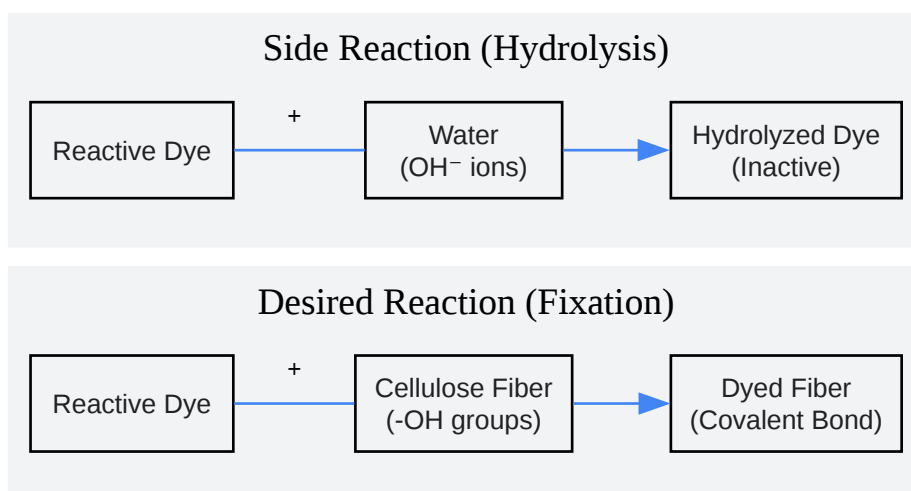 Side Reaction (Hydrolysis)
Reactive Dye
+
Water
(OH⁻ ions)
Hydrolyzed Dye
(Inactive)
Desired Reaction (Fixation)
Reactive Dye
+
Cellulose Fiber
(-OH groups)
Dyed Fiber
(Covalent Bond)